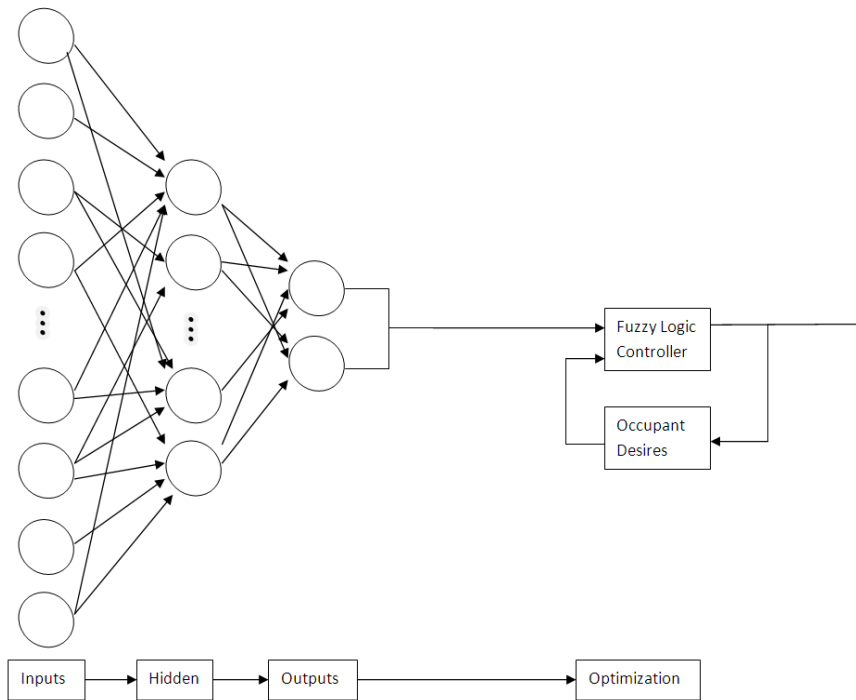 Fuzzy Logic
Controller
Occupant
Desires
Inputs
Hidden
Outputs
Optimization